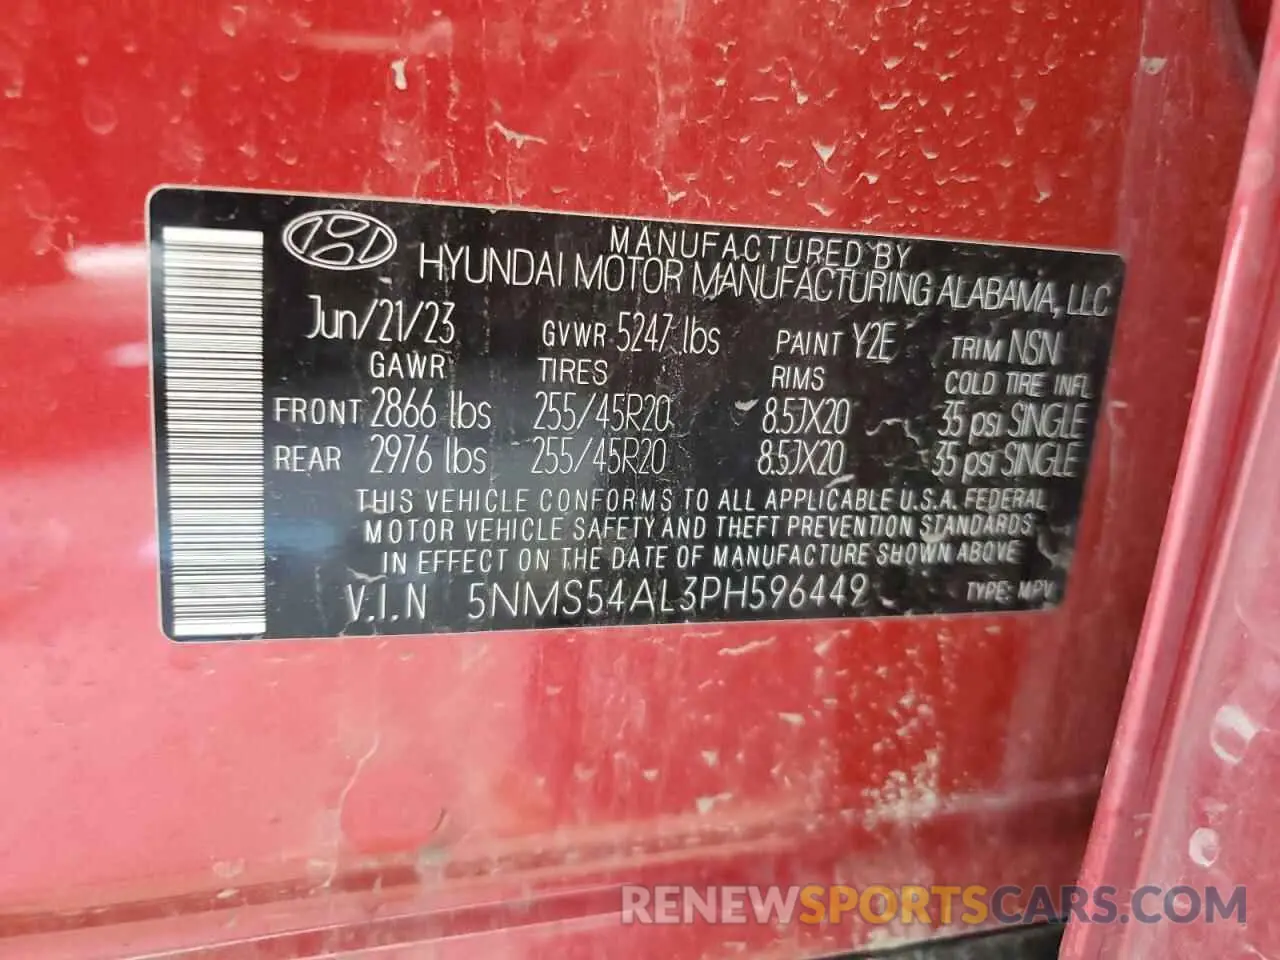 MANUFACTURED BY
HYUNDAI MOTOR MANUFACTURING ALABAMA, LLC
Jun/21/23 GVWR 5247 lbs PAINT Y2E TRIM NSN
GAWR TIRES RIMS COLD TIRE INFL
FRONT 2866 lbs 255/45R20 8.5JX20 35 psi SINGLE
REAR 2976 lbs 255/45R20 8.5JX20 35 psi SINGLE
THIS VEHICLE CONFORMS TO ALL APPLICABLE U.S.A. FEDERAL
MOTOR VEHICLE SAFETY AND THEFT PREVENTION STANDARDS
IN EFFECT ON THE DATE OF MANUFACTURE SHOWN ABOVE
V.I.N 5NMS54AL3PH596449 TYPE: MPV
RENEWSPORTSCARS.COM